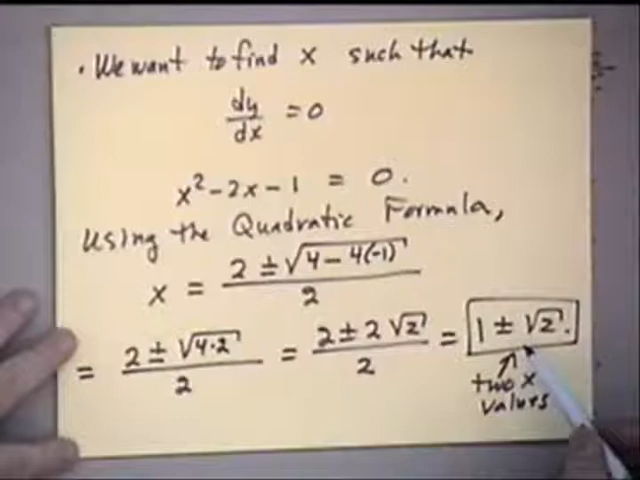 · We want to find x such that
dy/dx = 0
x² - 2x - 1 = 0.
Using the Quadratic Formula,
x = (2 ± √(4 - 4(-1)))/2
= (2 ± √(4·2))/2 = (2 ± 2√2)/2 = 1 ± √2.
two x
values